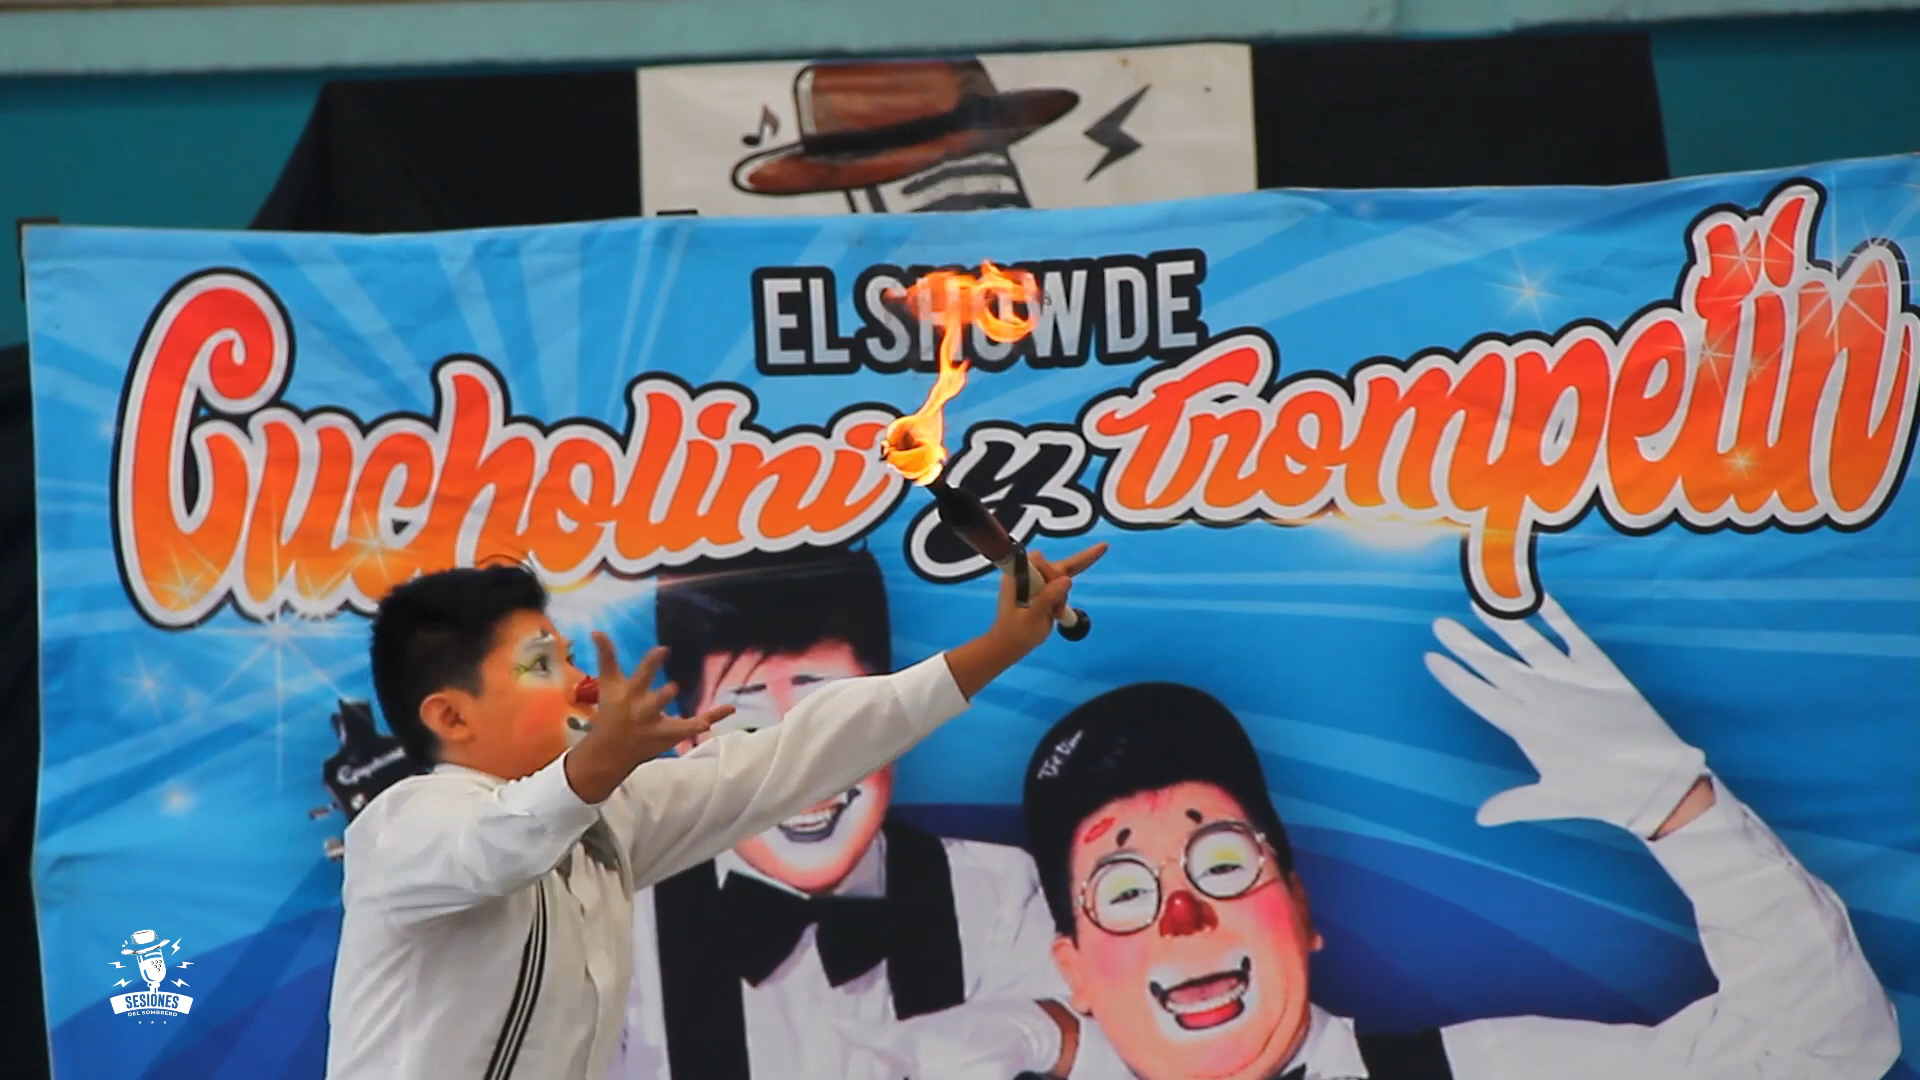 EL SHOW DE
Cucholini y Trompetin
SESIONES
DEL SOMBRERO